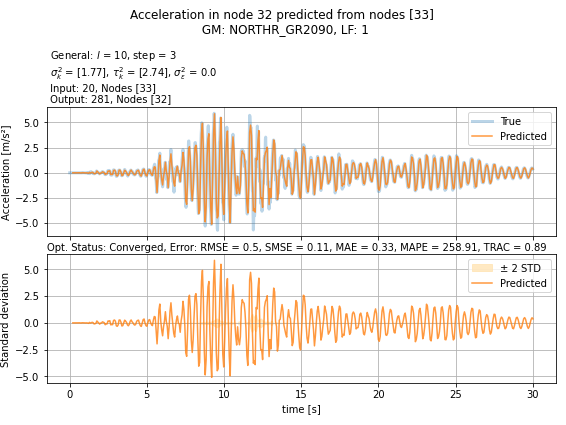 Acceleration in node 32 predicted from nodes [33]
GM: NORTHR_GR2090, LF: 1
General: l = 10, step = 3
σ²ₖ = [1.77], τ²ₖ = [2.74], σ²ₑ = 0.0
Input: 20, Nodes [33]
Output: 281, Nodes [32]
Acceleration [m/s²]
5.0
2.5
0.0
−2.5
−5.0
True
Predicted
Opt. Status: Converged, Error: RMSE = 0.5, SMSE = 0.11, MAE = 0.33, MAPE = 258.91, TRAC = 0.89
Standard deviation
5.0
2.5
0.0
−2.5
−5.0
± 2 STD
Predicted
0 5 10 15 20 25 30
time [s]